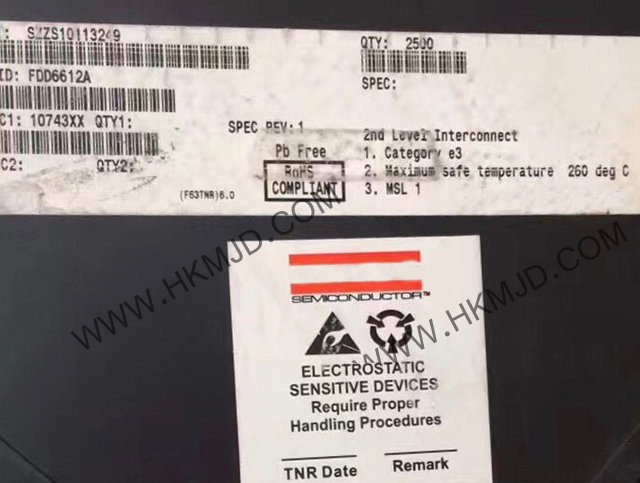 : S/ZS10113249
QTY: 2500
ID: FDD6612A
SPEC:
C1: 10743XX QTY1:
SPEC REV: 1
2nd Level Interconnect
Pb Free
1. Category e3
C2: QTY2:
RoHS
COMPLIANT
2. Maximum safe temperature 260 deg C
3. MSL 1
(F63TNR)6.0
SEMICONDUCTOR™
ELECTROSTATIC
SENSITIVE DEVICES
Require Proper
Handling Procedures
TNR Date Remark
WWW.HKMJD.COM
WWW.HKMJD.COM